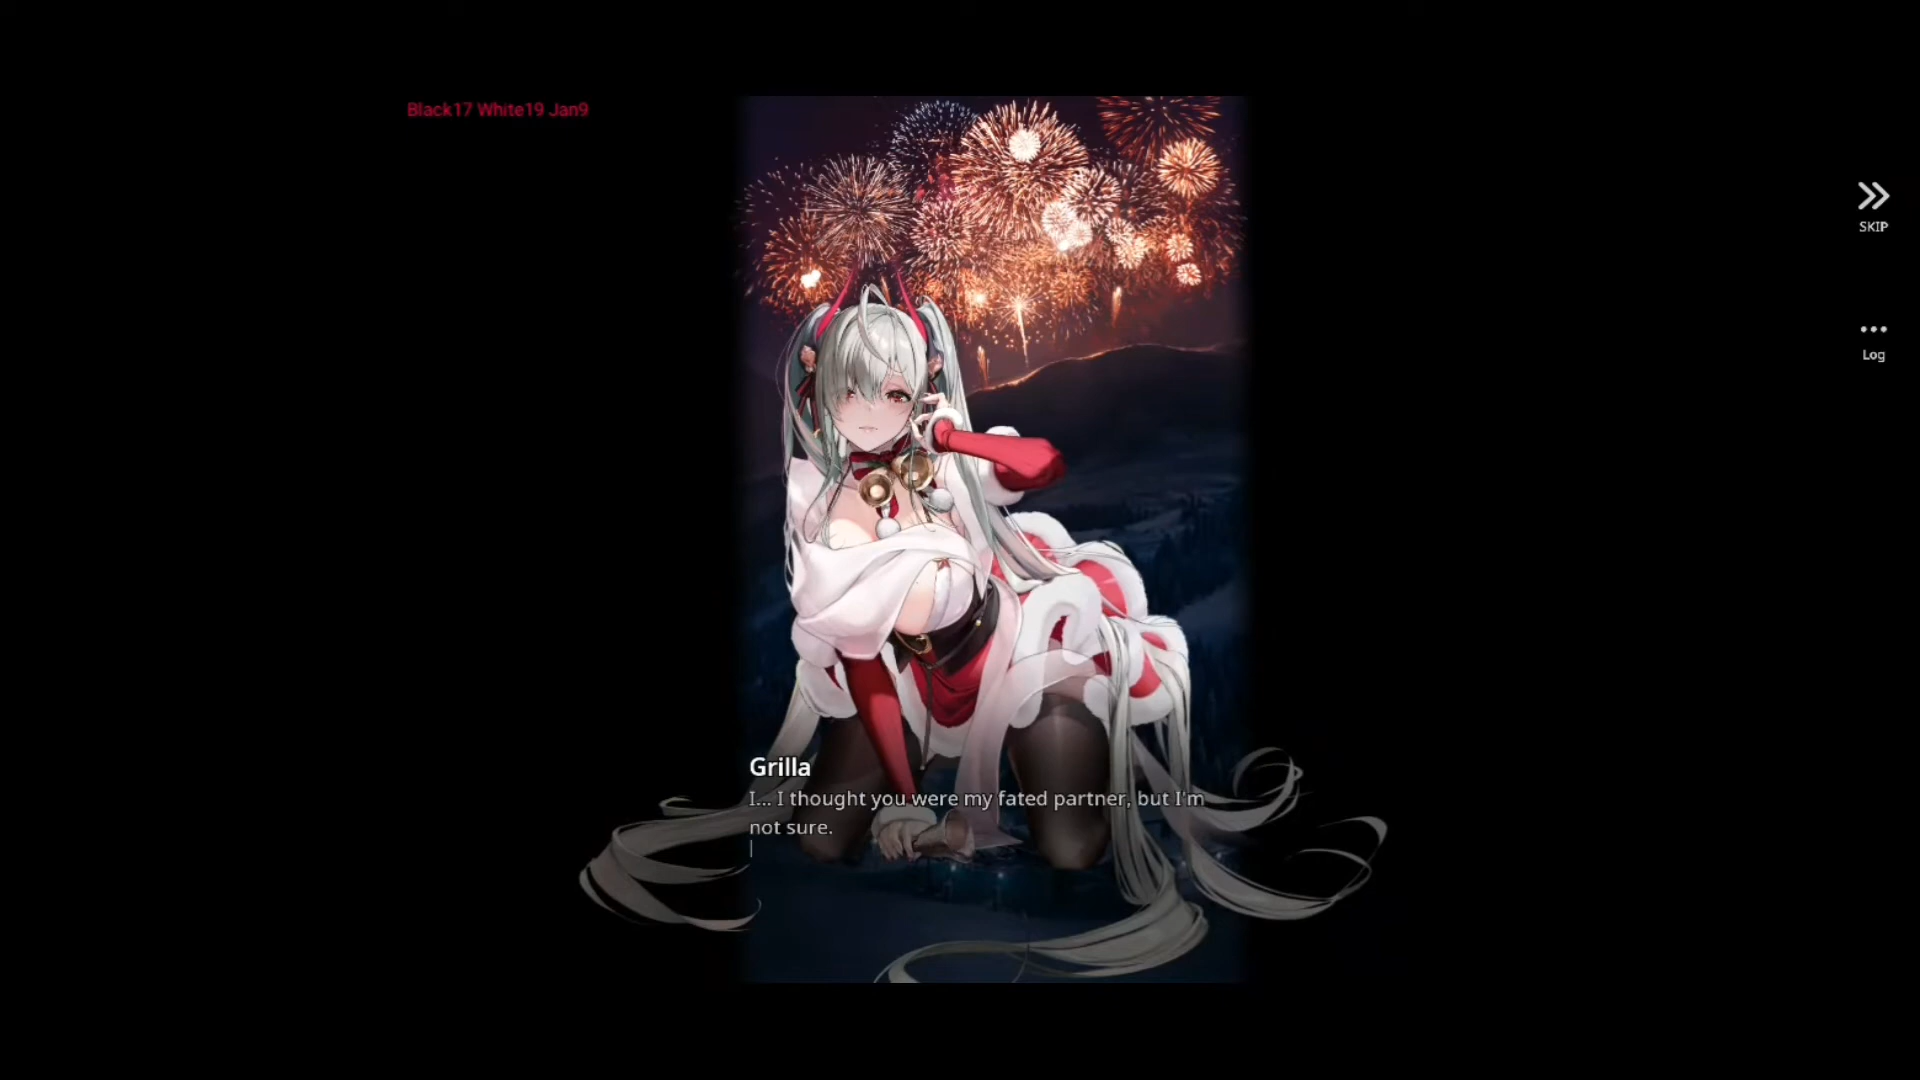 Black17 White19 Jan9
SKIP
Log
Grilla
I... I thought you were my fated partner, but I'm
not sure.